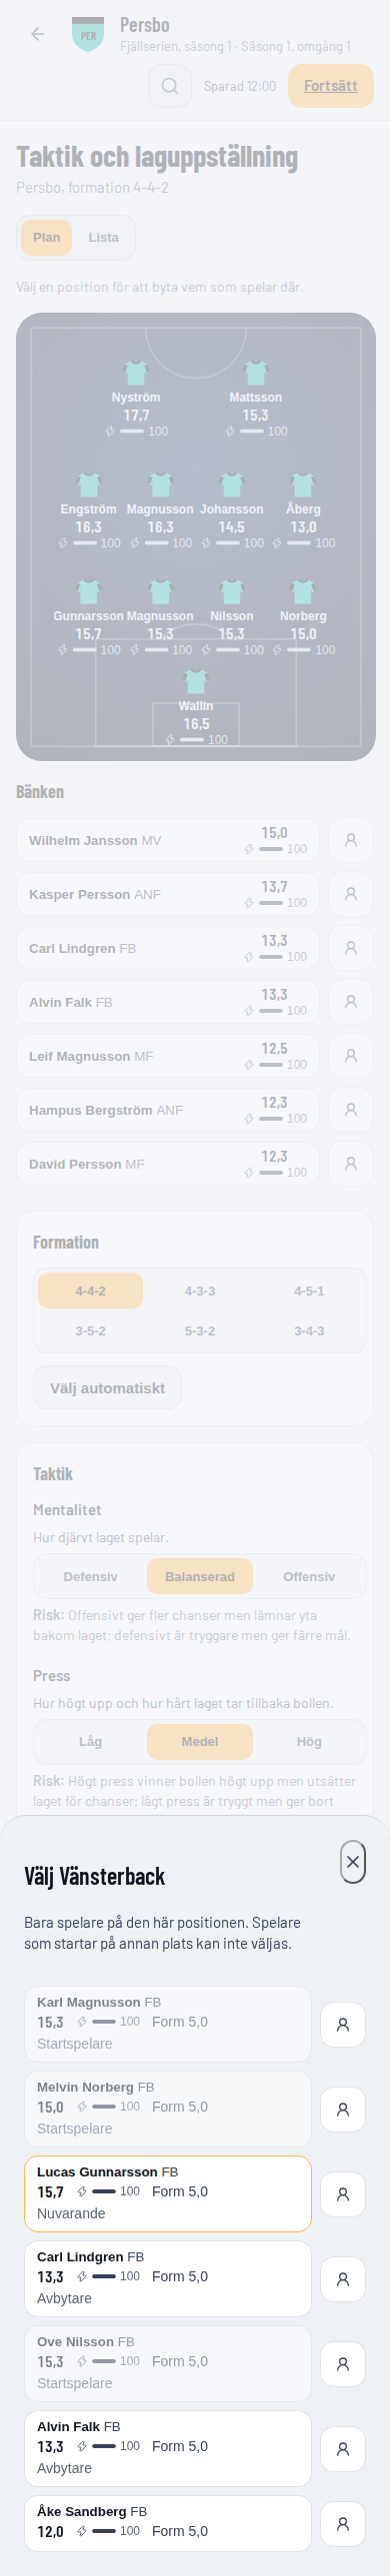 PER
Persbo
Fjällserien, säsong 1 · Säsong 1, omgång 1
Sparad 12:00
Fortsätt
Taktik och laguppställning
Persbo, formation 4-4-2
Plan Lista
Välj en position för att byta vem som spelar där.
Nyström Mattsson
17,7 15,3
100 100
Engström Magnusson Johansson Åberg
16,3 16,3 14,5 13,0
100 100 100 100
Gunnarsson Magnusson Nilsson Norberg
15,7 15,3 15,3 15,0
100 100 100 100
Wallin
16,5
100
Bänken
Wilhelm Jansson MV 15,0
100
Kasper Persson ANF 13,7
100
Carl Lindgren FB 13,3
100
Alvin Falk FB 13,3
100
Leif Magnusson MF 12,5
100
Hampus Bergström ANF 12,3
100
David Persson MF 12,3
100
Formation
4-4-2 4-3-3 4-5-1
3-5-2 5-3-2 3-4-3
Välj automatiskt
Taktik
Mentalitet
Hur djärvt laget spelar.
Defensiv Balanserad Offensiv
Risk: Offensivt ger fler chanser men lämnar yta
bakom laget; defensivt är tryggare men ger färre mål.
Press
Hur högt upp och hur hårt laget tar tillbaka bollen.
Låg Medel Hög
Risk: Högt press vinner bollen högt upp men utsätter
laget för chanser; lågt press är tryggt men ger bort
Välj Vänsterback
Bara spelare på den här positionen. Spelare
som startar på annan plats kan inte väljas.
Karl Magnusson FB
15,3 100 Form 5,0
Startspelare
Melvin Norberg FB
15,0 100 Form 5,0
Startspelare
Lucas Gunnarsson FB
15,7 100 Form 5,0
Nuvarande
Carl Lindgren FB
13,3 100 Form 5,0
Avbytare
Ove Nilsson FB
15,3 100 Form 5,0
Startspelare
Alvin Falk FB
13,3 100 Form 5,0
Avbytare
Åke Sandberg FB
12,0 100 Form 5,0